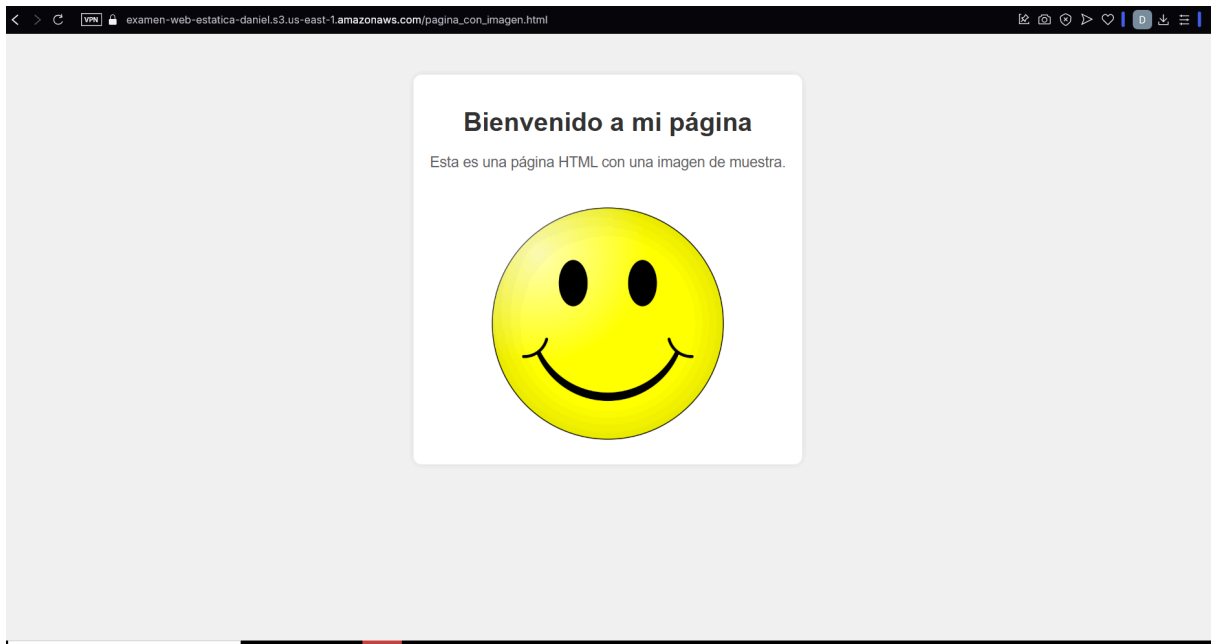 VPN examen-web-estatica-daniel.s3.us-east-1.amazonaws.com/pagina_con_imagen.html D
Bienvenido a mi página
Esta es una página HTML con una imagen de muestra.